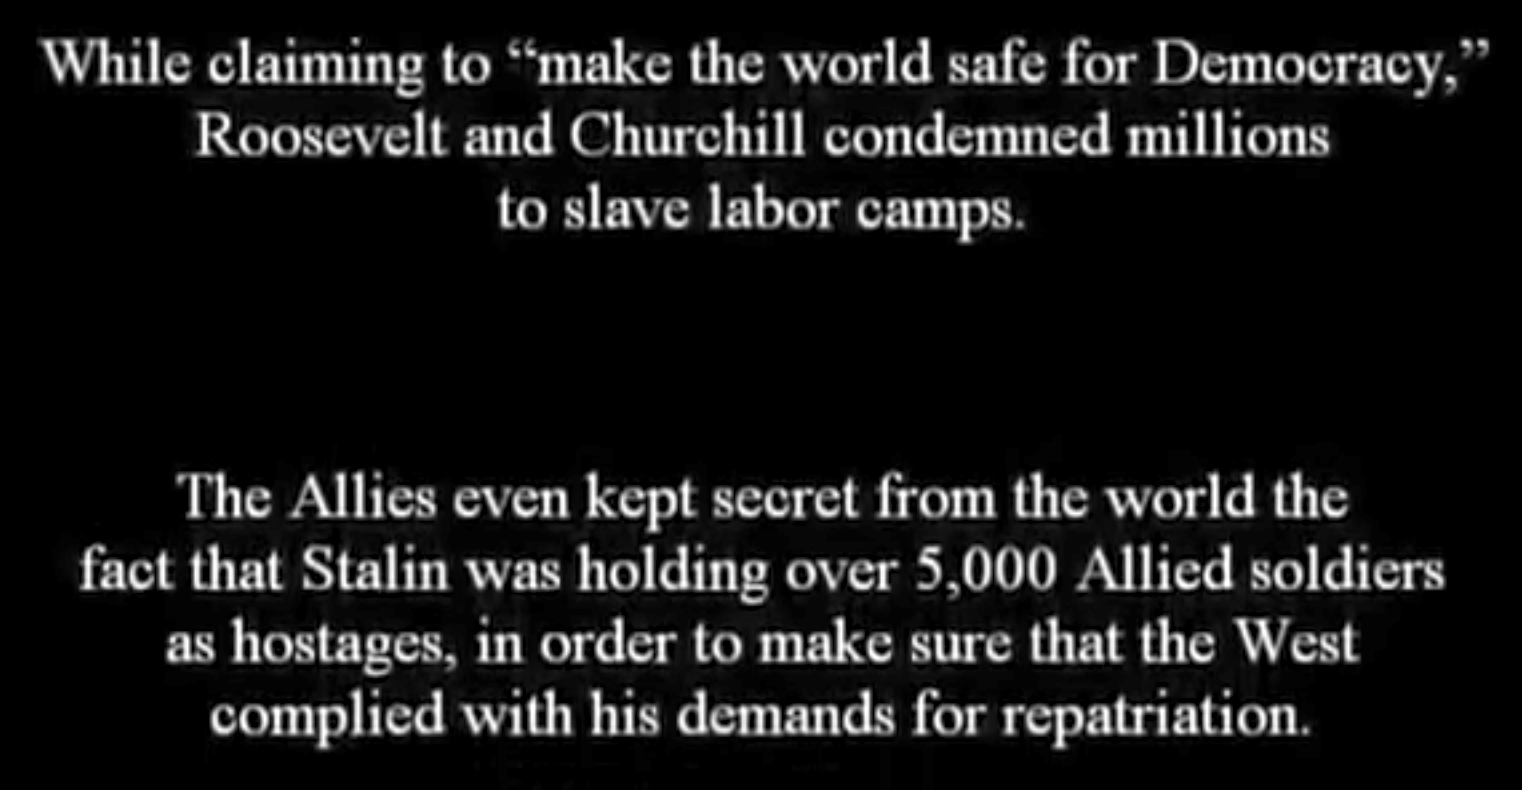 While claiming to “make the world safe for Democracy,”
Roosevelt and Churchill condemned millions
to slave labor camps.
The Allies even kept secret from the world the
fact that Stalin was holding over 5,000 Allied soldiers
as hostages, in order to make sure that the West
complied with his demands for repatriation.